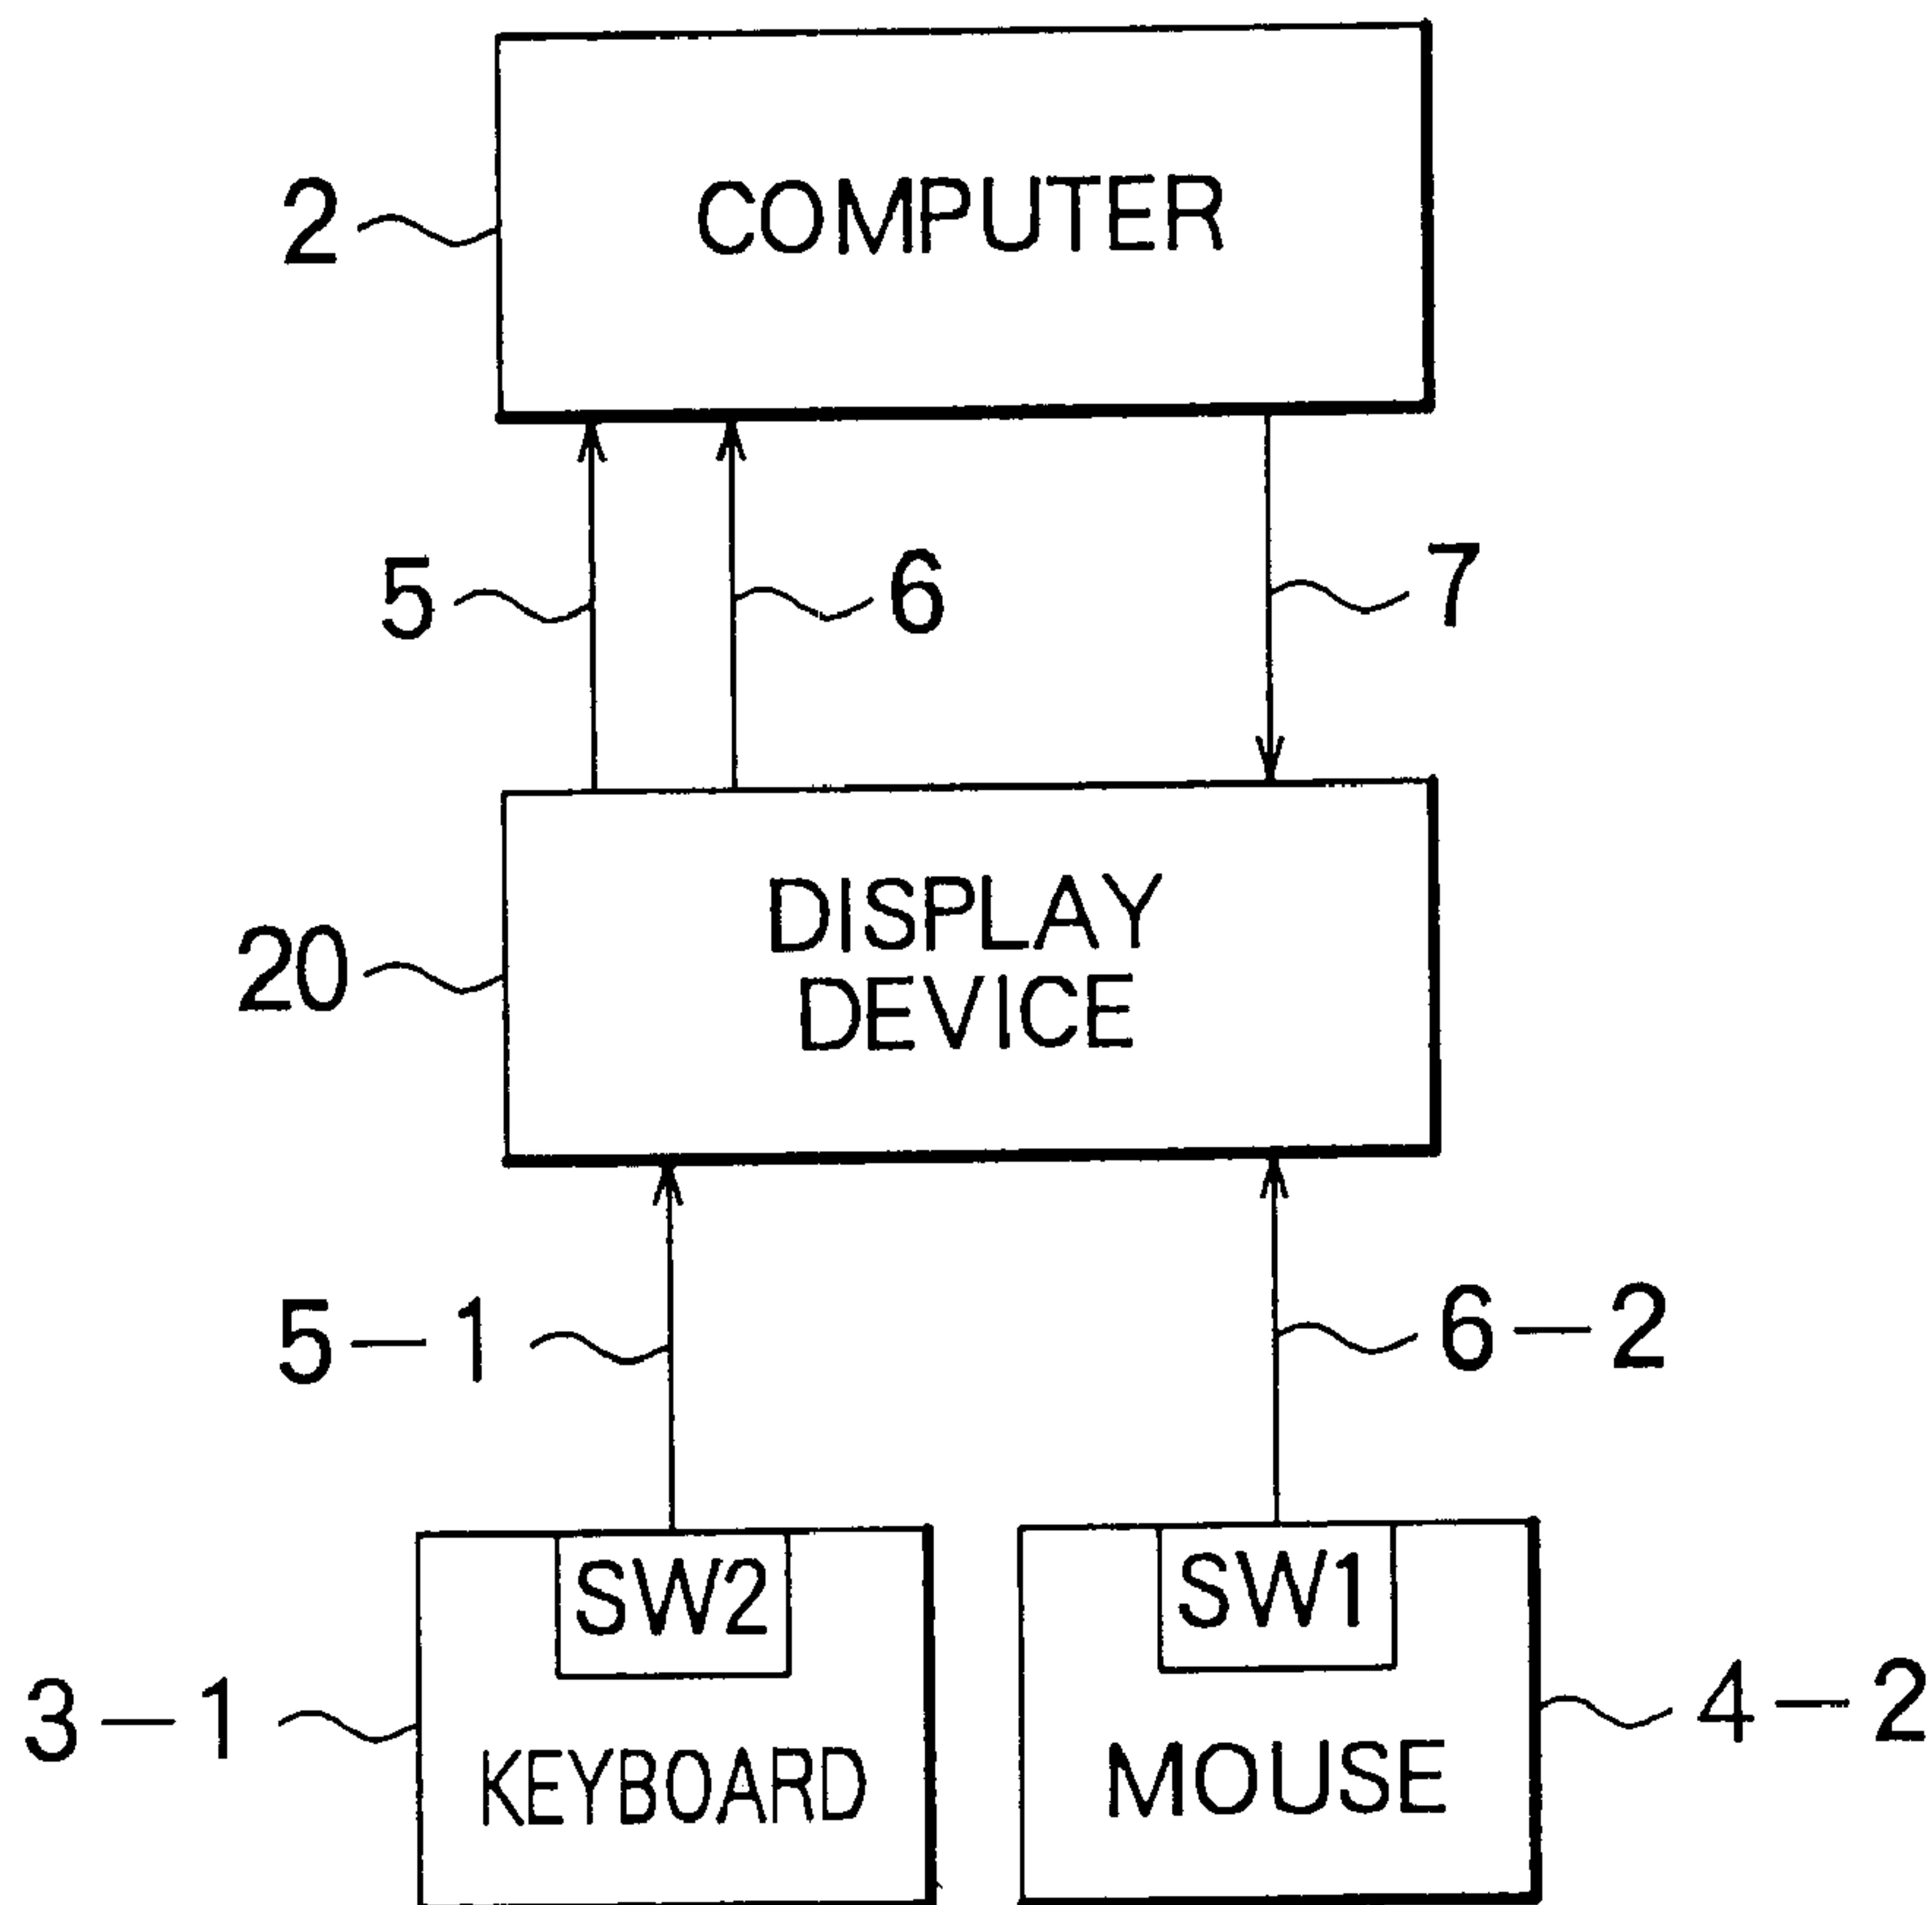 2
COMPUTER
5
6
7
20
DISPLAY
DEVICE
5-1
6-2
SW2
SW1
3-1
4-2
KEYBOARD
MOUSE